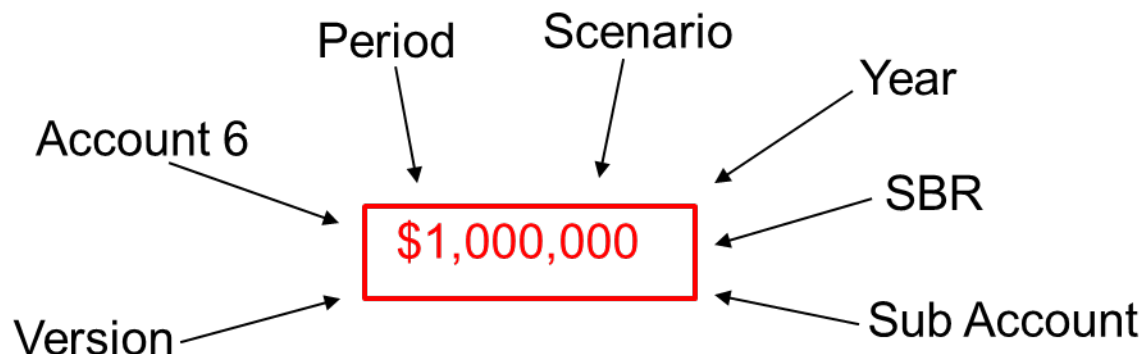 Period
Scenario
Year
Account 6
SBR
$1,000,000
Sub Account
Version